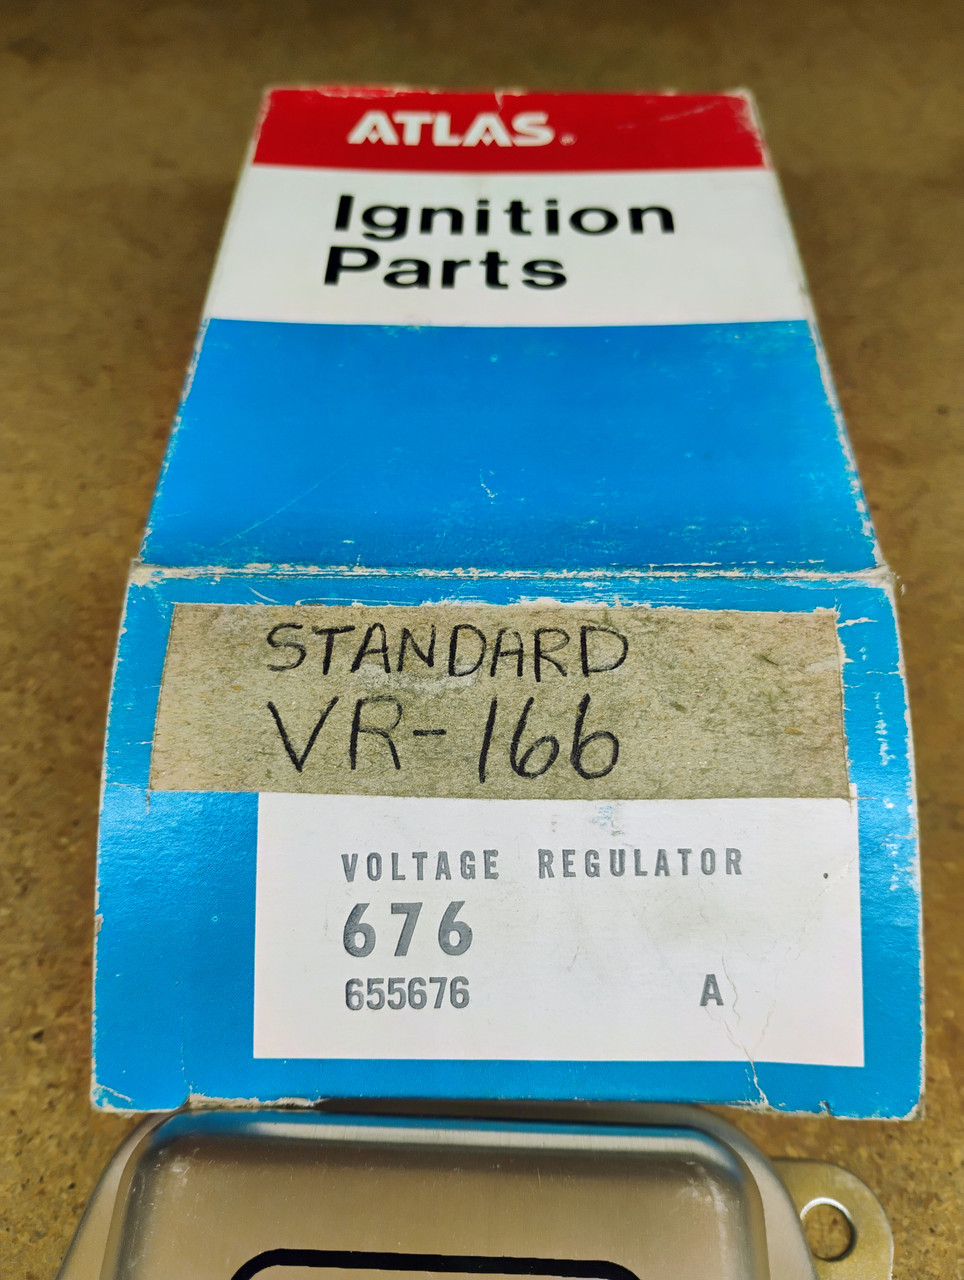 ATLAS®
Ignition
Parts
STANDARD
VR-166
VOLTAGE REGULATOR
676
655676 A